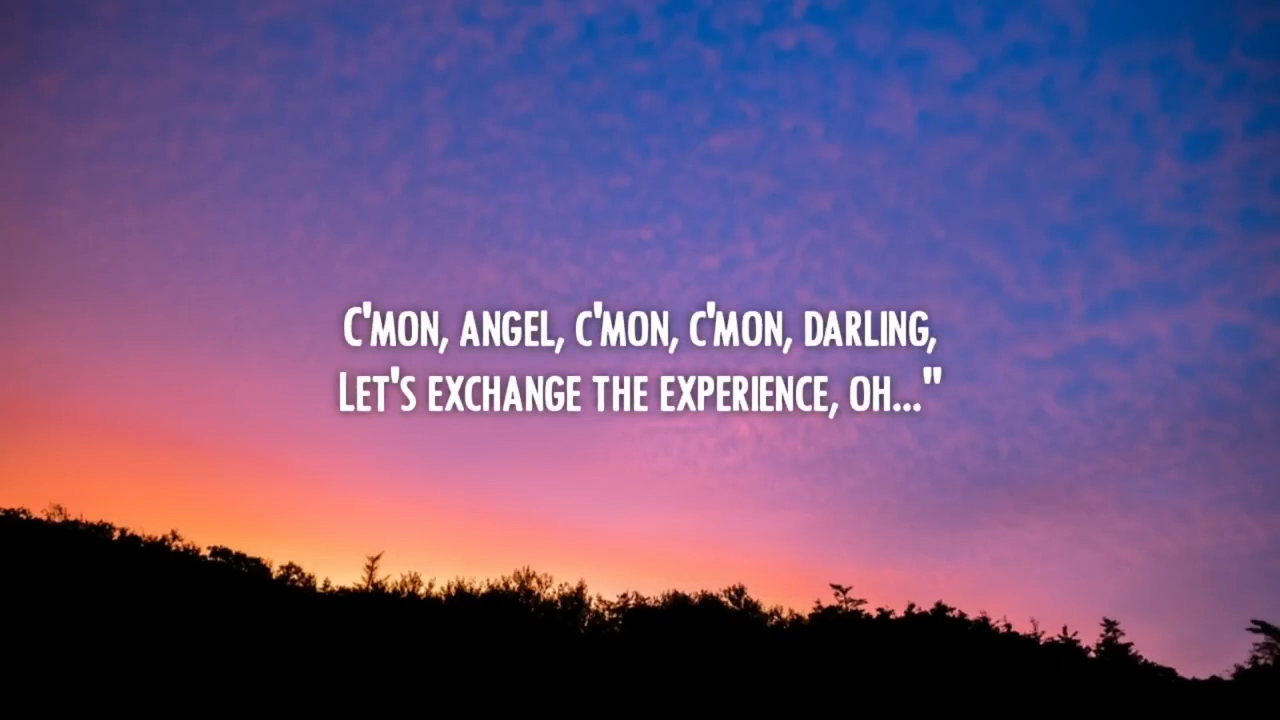 C'MON, ANGEL, C'MON, C'MON, DARLING,
LET'S EXCHANGE THE EXPERIENCE, OH..."